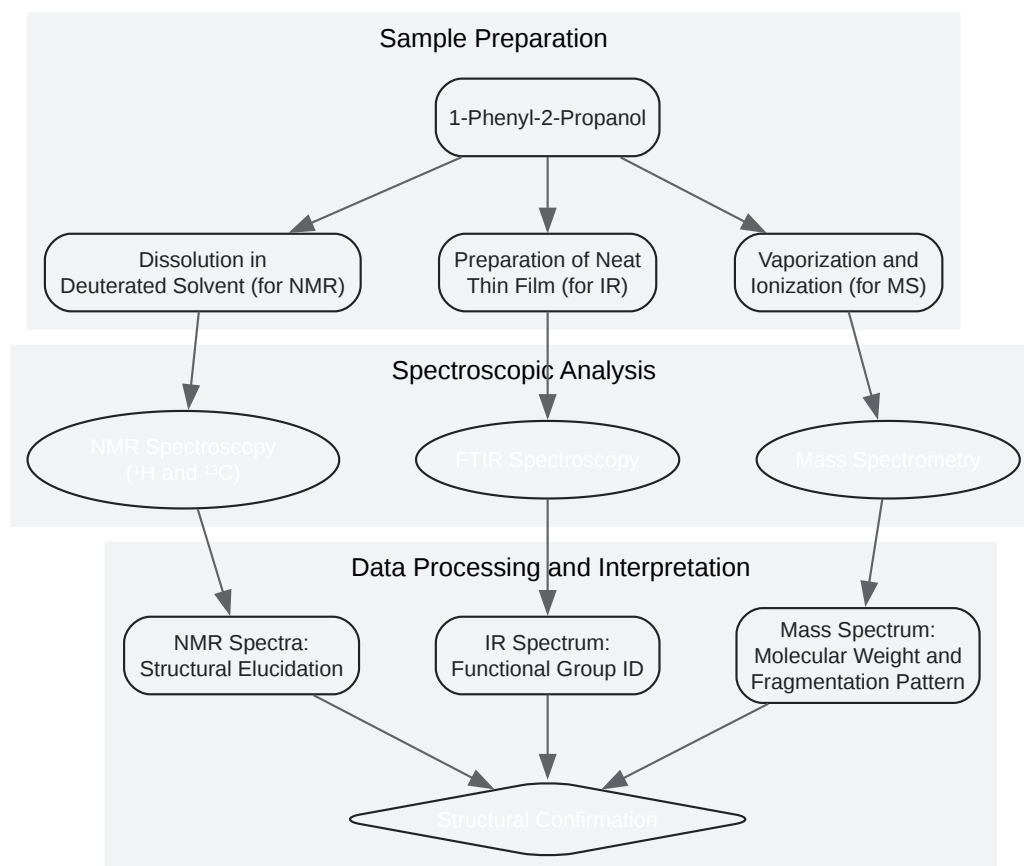 Sample Preparation
1-Phenyl-2-Propanol
Dissolution in
Deuterated Solvent (for NMR)
Preparation of Neat
Thin Film (for IR)
Vaporization and
Ionization (for MS)
Spectroscopic Analysis
NMR Spectroscopy
(¹H and ¹³C)
FTIR Spectroscopy
Mass Spectrometry
Data Processing and Interpretation
NMR Spectra:
Structural Elucidation
IR Spectrum:
Functional Group ID
Mass Spectrum:
Molecular Weight and
Fragmentation Pattern
Structural Confirmation